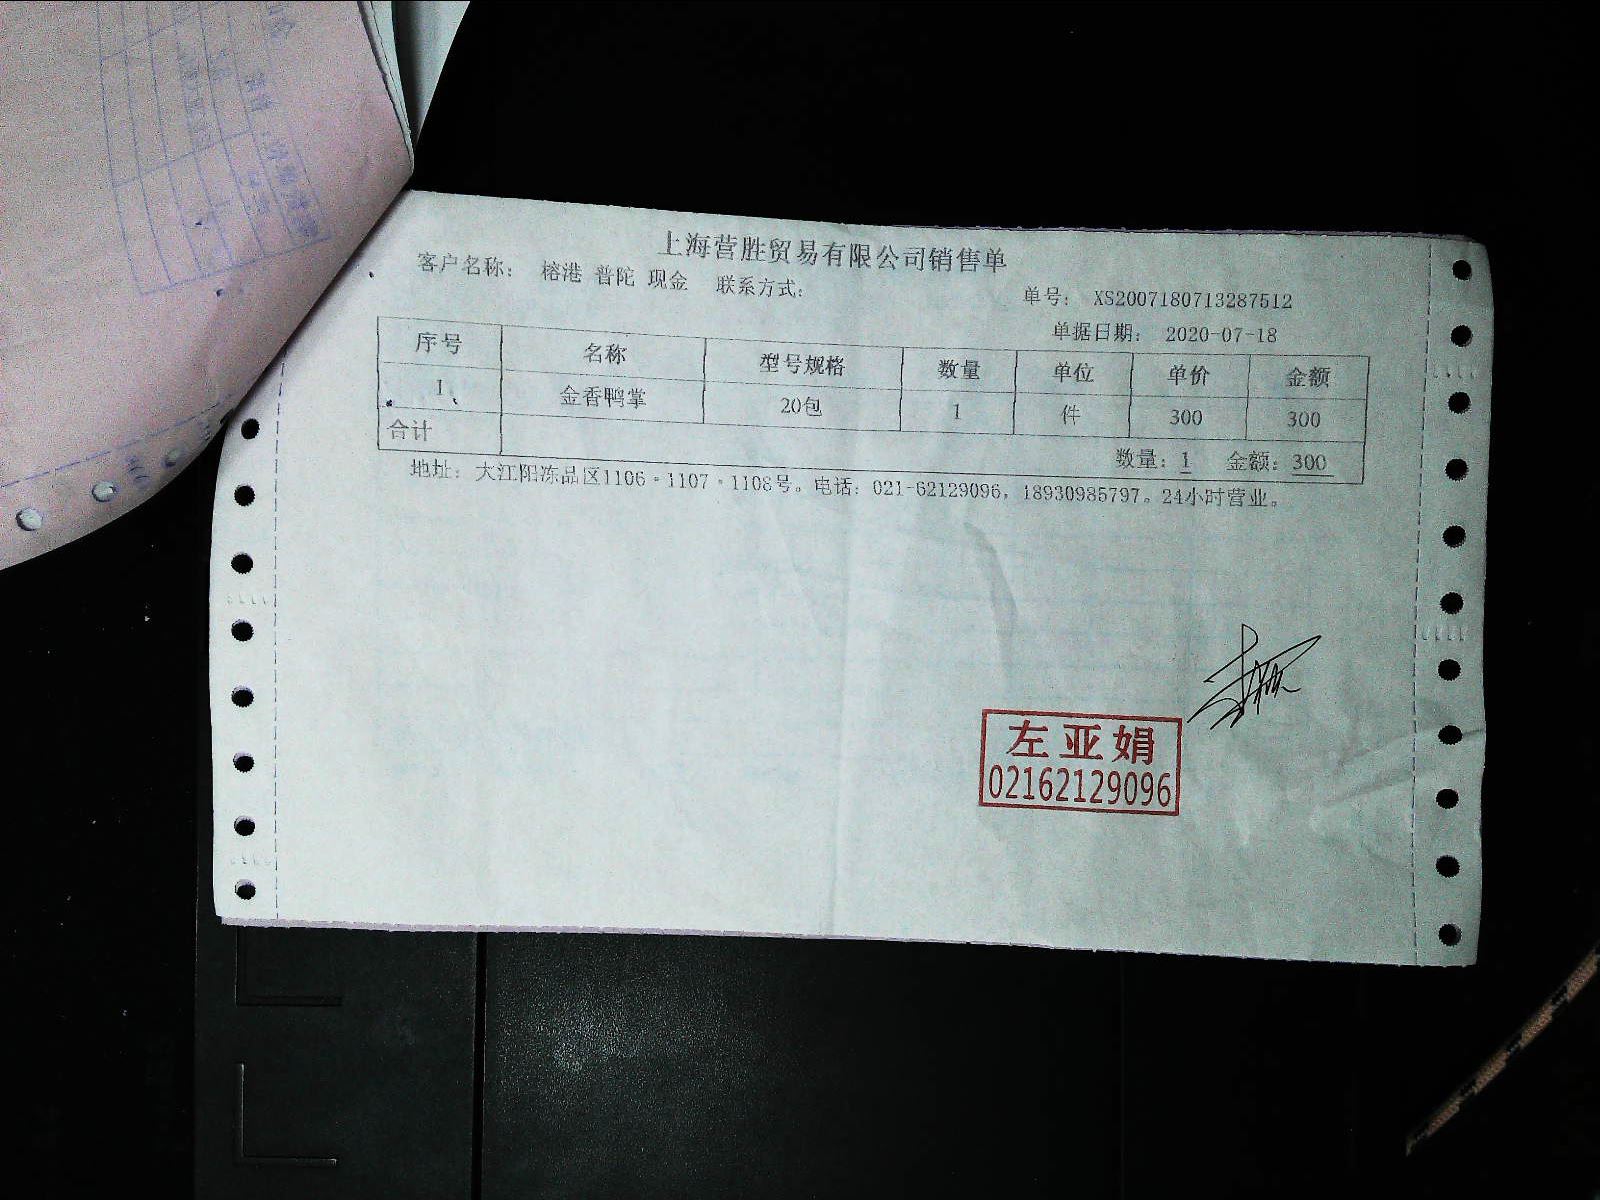 上海营胜贸易有限公司销售单
客户名称： 榕港 普陀 现金 联系方式：
单号： XS2007180713287512
单据日期： 2020-07-18
序号 名称 型号规格 数量 单位 单价 金额
1 金香鸭掌 20包 1 件 300 300
合计 数量：1 金额：300
地址：大江阳冻品区1106·1107·1108号。电话：021-62129096，18930985797。24小时营业。
左亚娟
02162129096